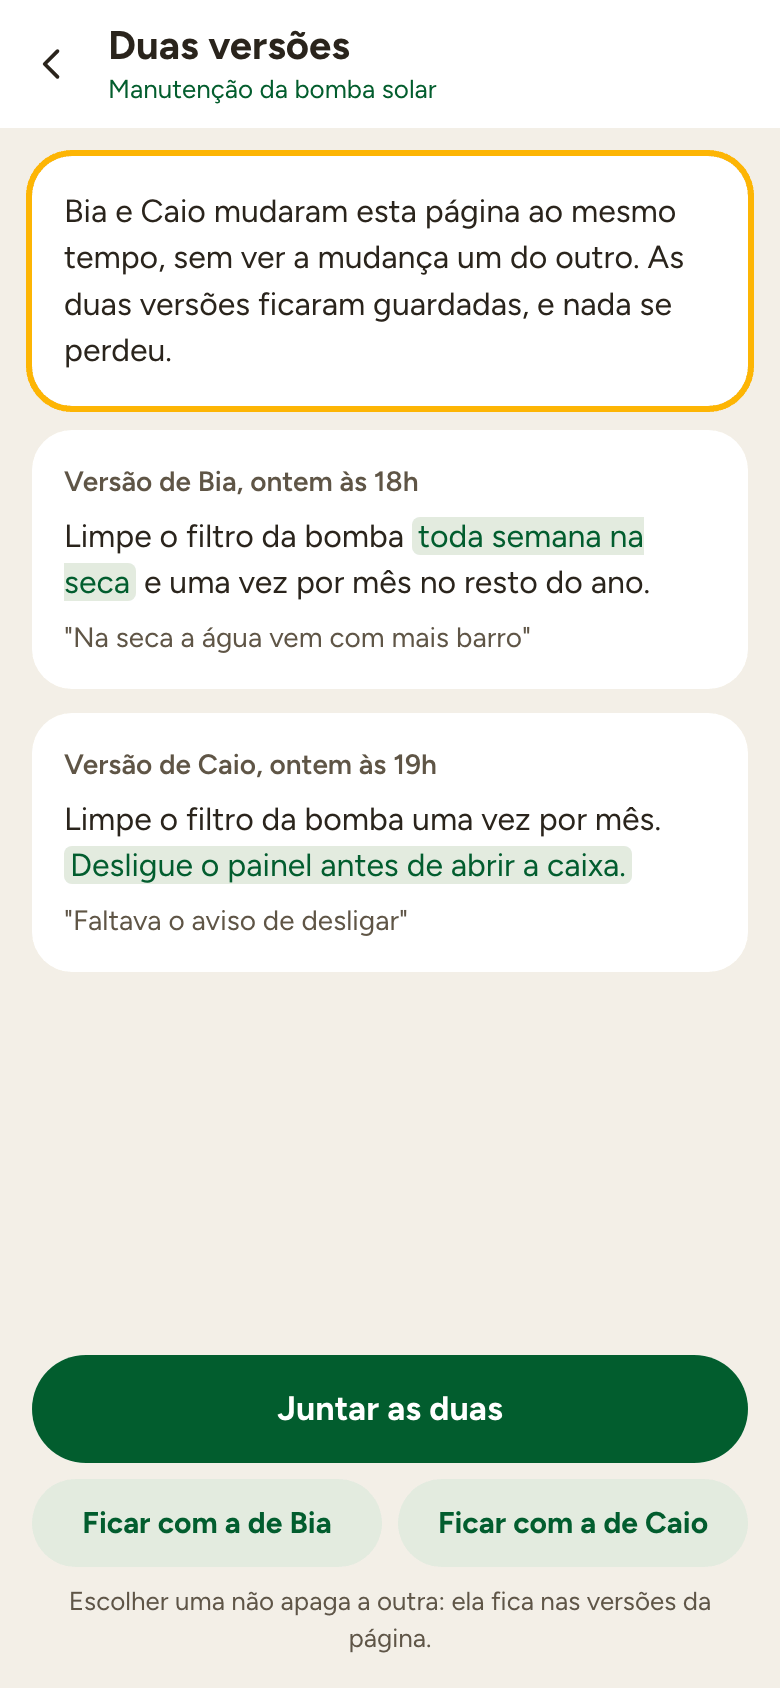 Duas versões
Manutenção da bomba solar
Bia e Caio mudaram esta página ao mesmo
tempo, sem ver a mudança um do outro. As
duas versões ficaram guardadas, e nada se
perdeu.
Versão de Bia, ontem às 18h
Limpe o filtro da bomba toda semana na
seca e uma vez por mês no resto do ano.
"Na seca a água vem com mais barro"
Versão de Caio, ontem às 19h
Limpe o filtro da bomba uma vez por mês.
Desligue o painel antes de abrir a caixa.
"Faltava o aviso de desligar"
Juntar as duas
Ficar com a de Bia
Ficar com a de Caio
Escolher uma não apaga a outra: ela fica nas versões da
página.